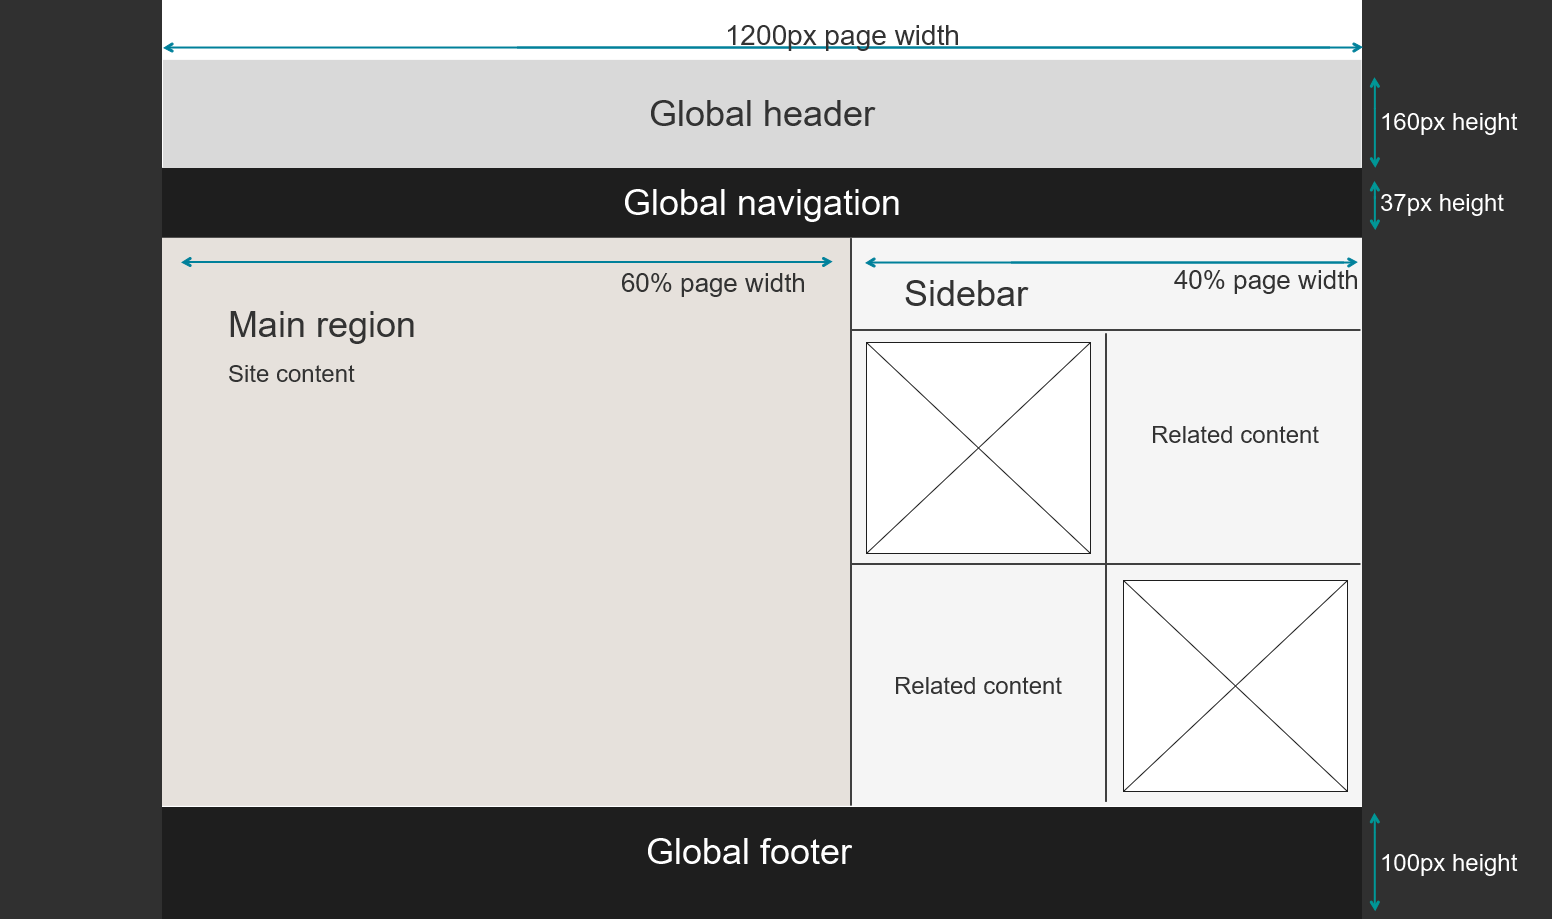 1200px page width
Global header
160px height
Global navigation
37px height
60% page width
Main region
Site content
40% page width
Sidebar
Related content
Related content
Global footer
100px height